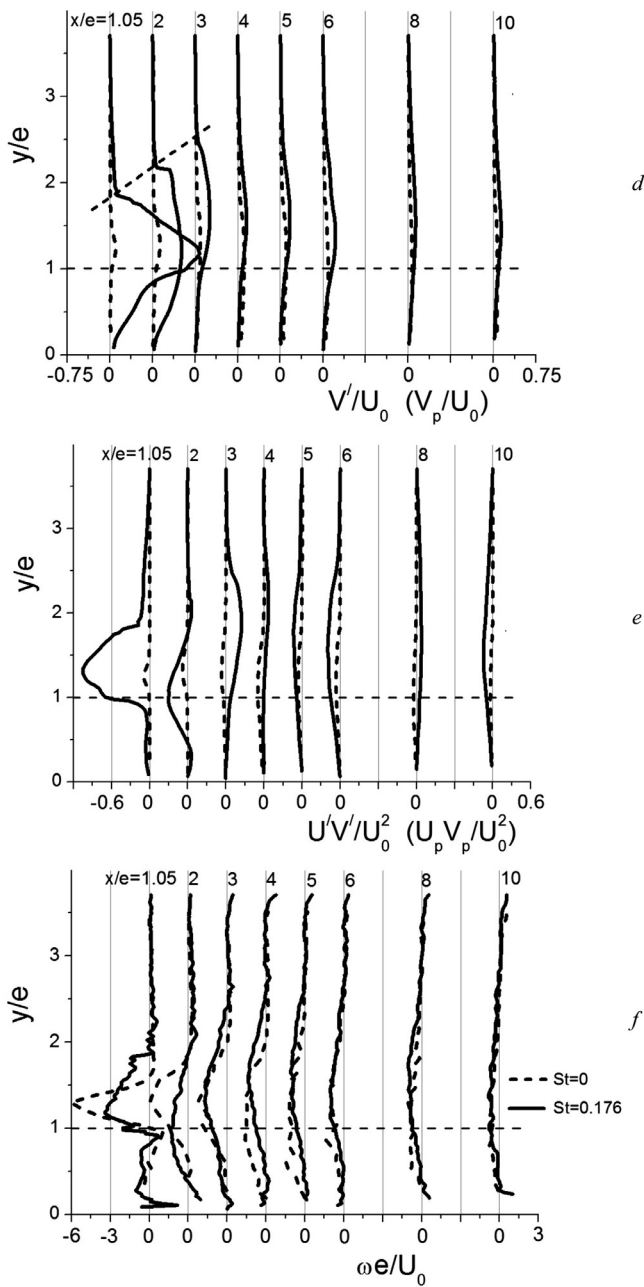 x/e=1.05 2 3 4 5 6 8 10
y/e
3
2
1
0
d
-0.75 0 0 0 0 0 0 0 0 0.75
V′/U0 (Vp/U0)
x/e=1.05 2 3 4 5 6 8 10
y/e
3
2
1
0
e
-0.6 0 0 0 0 0 0 0 0 0.6
U′V′/U0² (UpVp/U0²)
x/e=1.05 2 3 4 5 6 8 10
y/e
3
2
1
0
f
St=0
St=0.176
-6 -3 0 0 0 0 0 0 0 0 3
ωe/U0